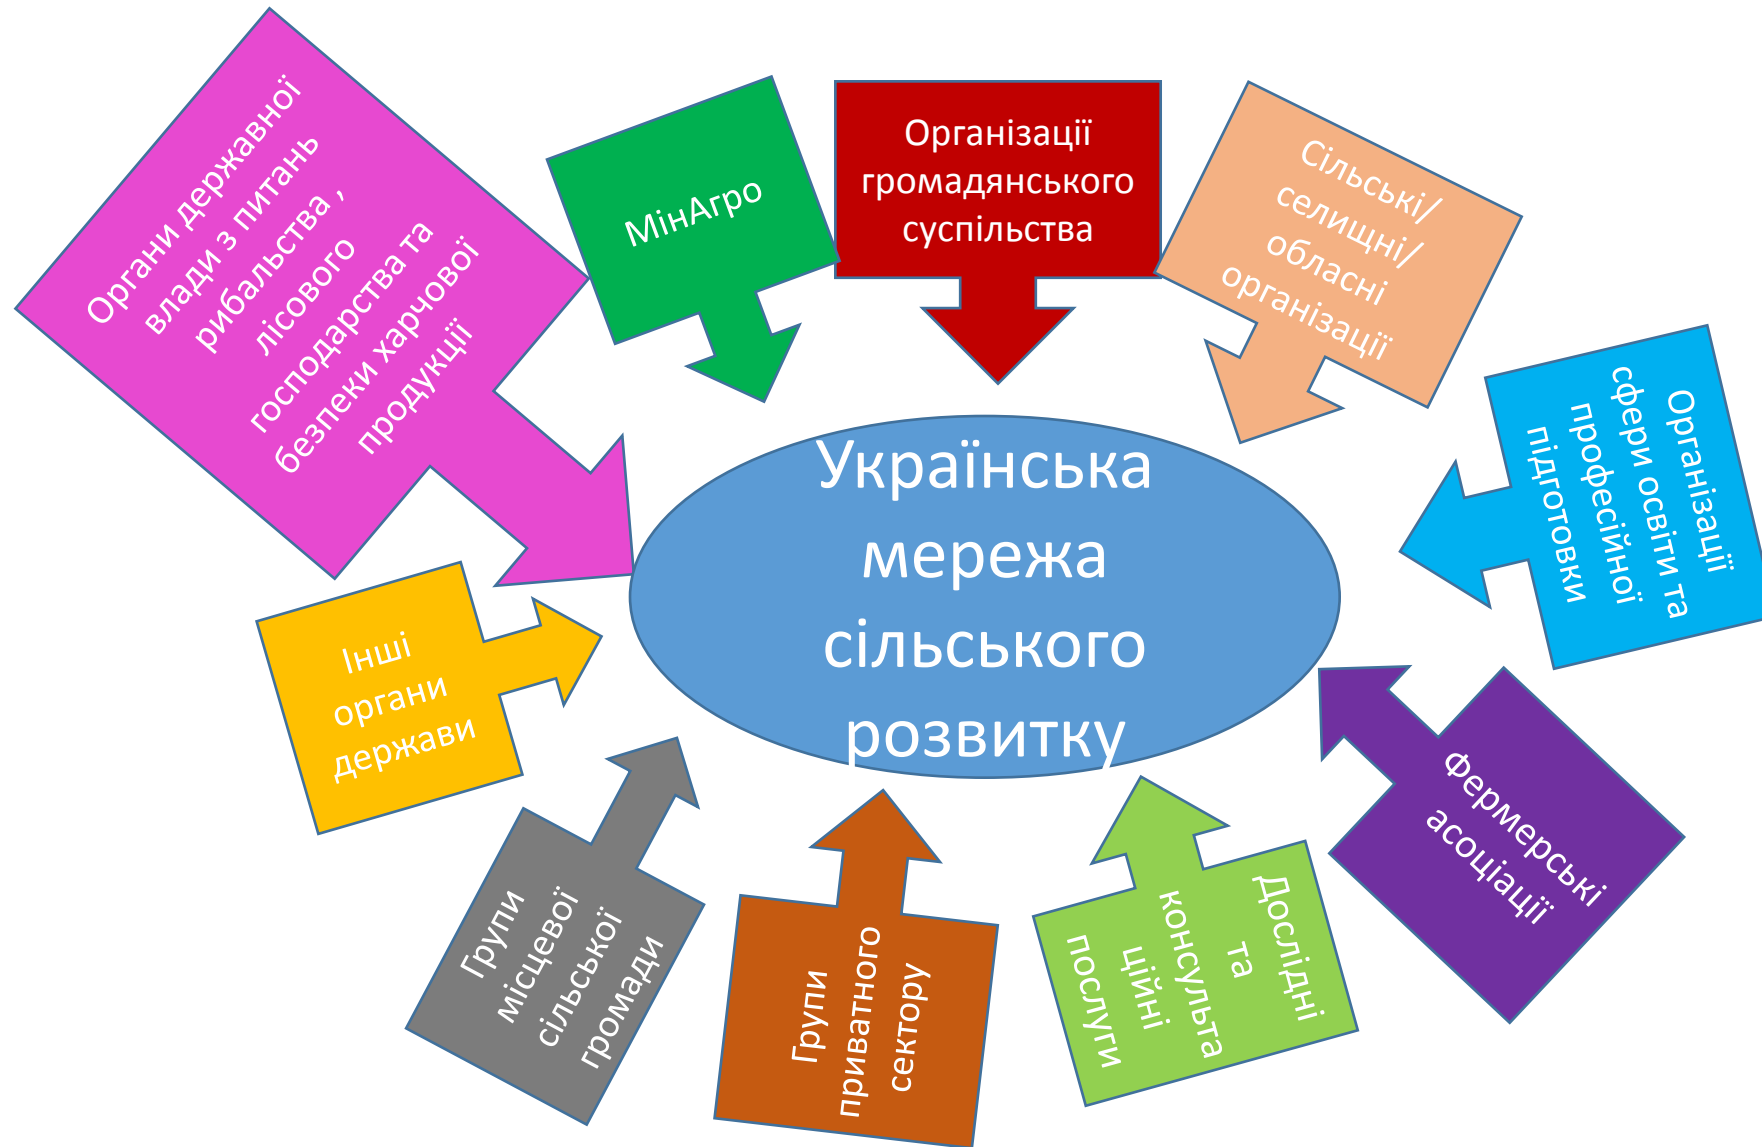 Органи державної
влади з питань
рибальства ,
лісового
господарства та
безпеки харчової
продукції
МінАгро
Організації
громадянського
суспільства
Сільські/
селищні/
обласні
організації
Організації
сфери освіти та
професійної
підготовки
Українська
мережа
сільського
розвитку
Інші
органи
держави
Групи
місцевої
сільської
громади
Групи
приватного
сектору
Дослідні
та
консульта
ційні
послуги
Фермерські
асоціації